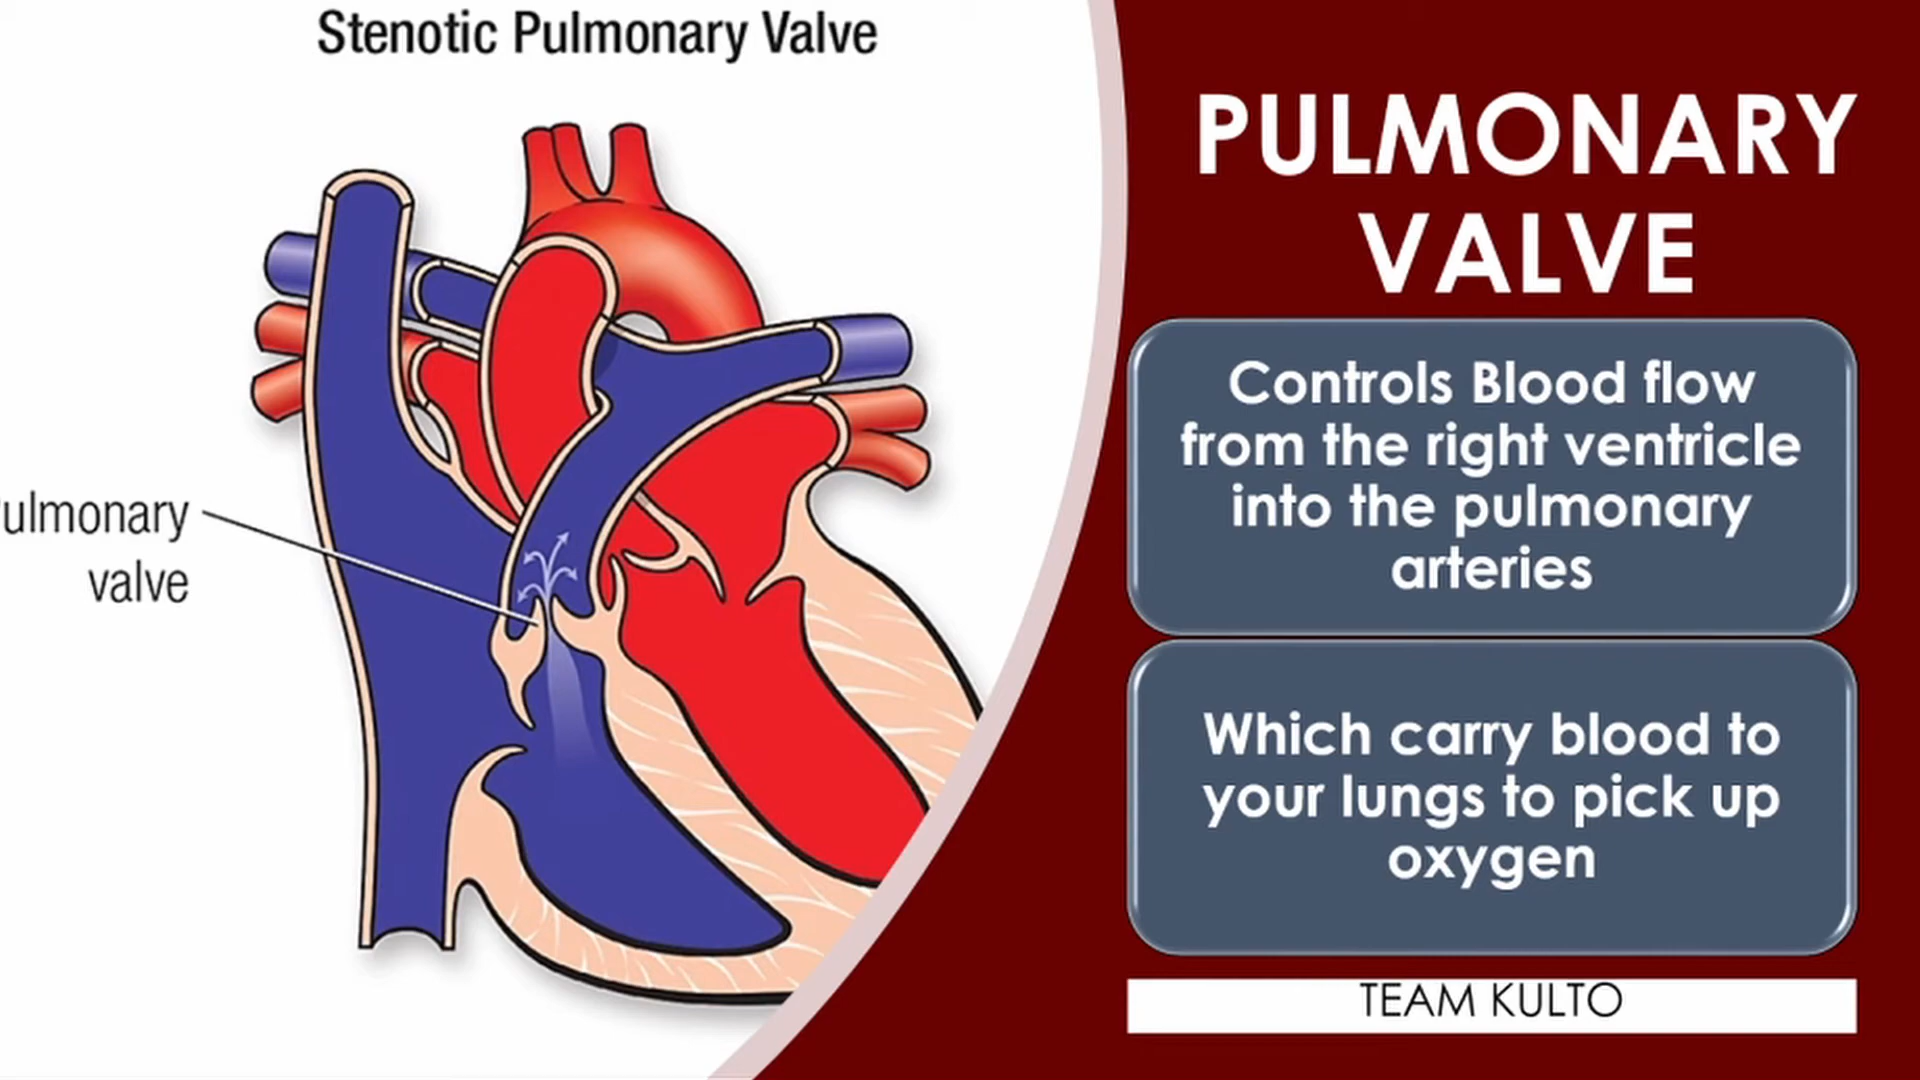 Stenotic Pulmonary Valve
ulmonary
valve
PULMONARY
VALVE
Controls Blood flow
from the right ventricle
into the pulmonary
arteries
Which carry blood to
your lungs to pick up
oxygen
TEAM KULTO